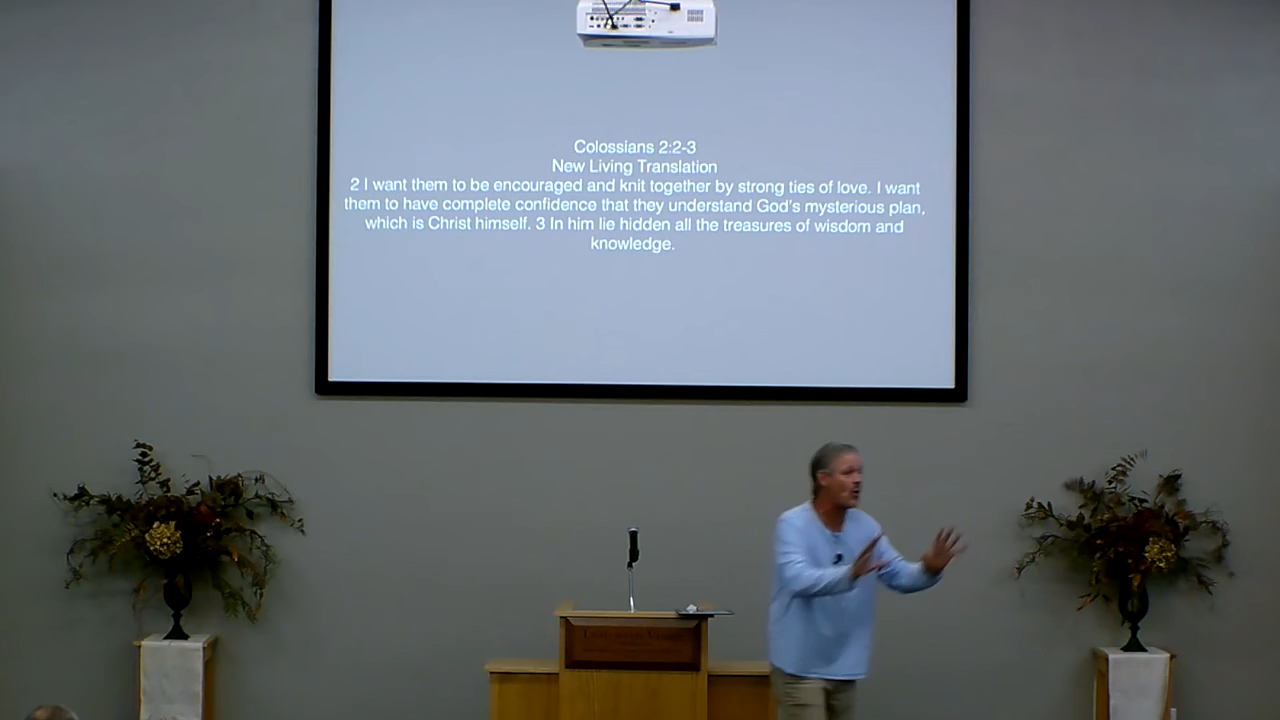 Colossians 2:2-3
New Living Translation
2 I want them to be encouraged and knit together by strong ties of love. I want
them to have complete confidence that they understand God's mysterious plan,
which is Christ himself. 3 In him lie hidden all the treasures of wisdom and
knowledge.